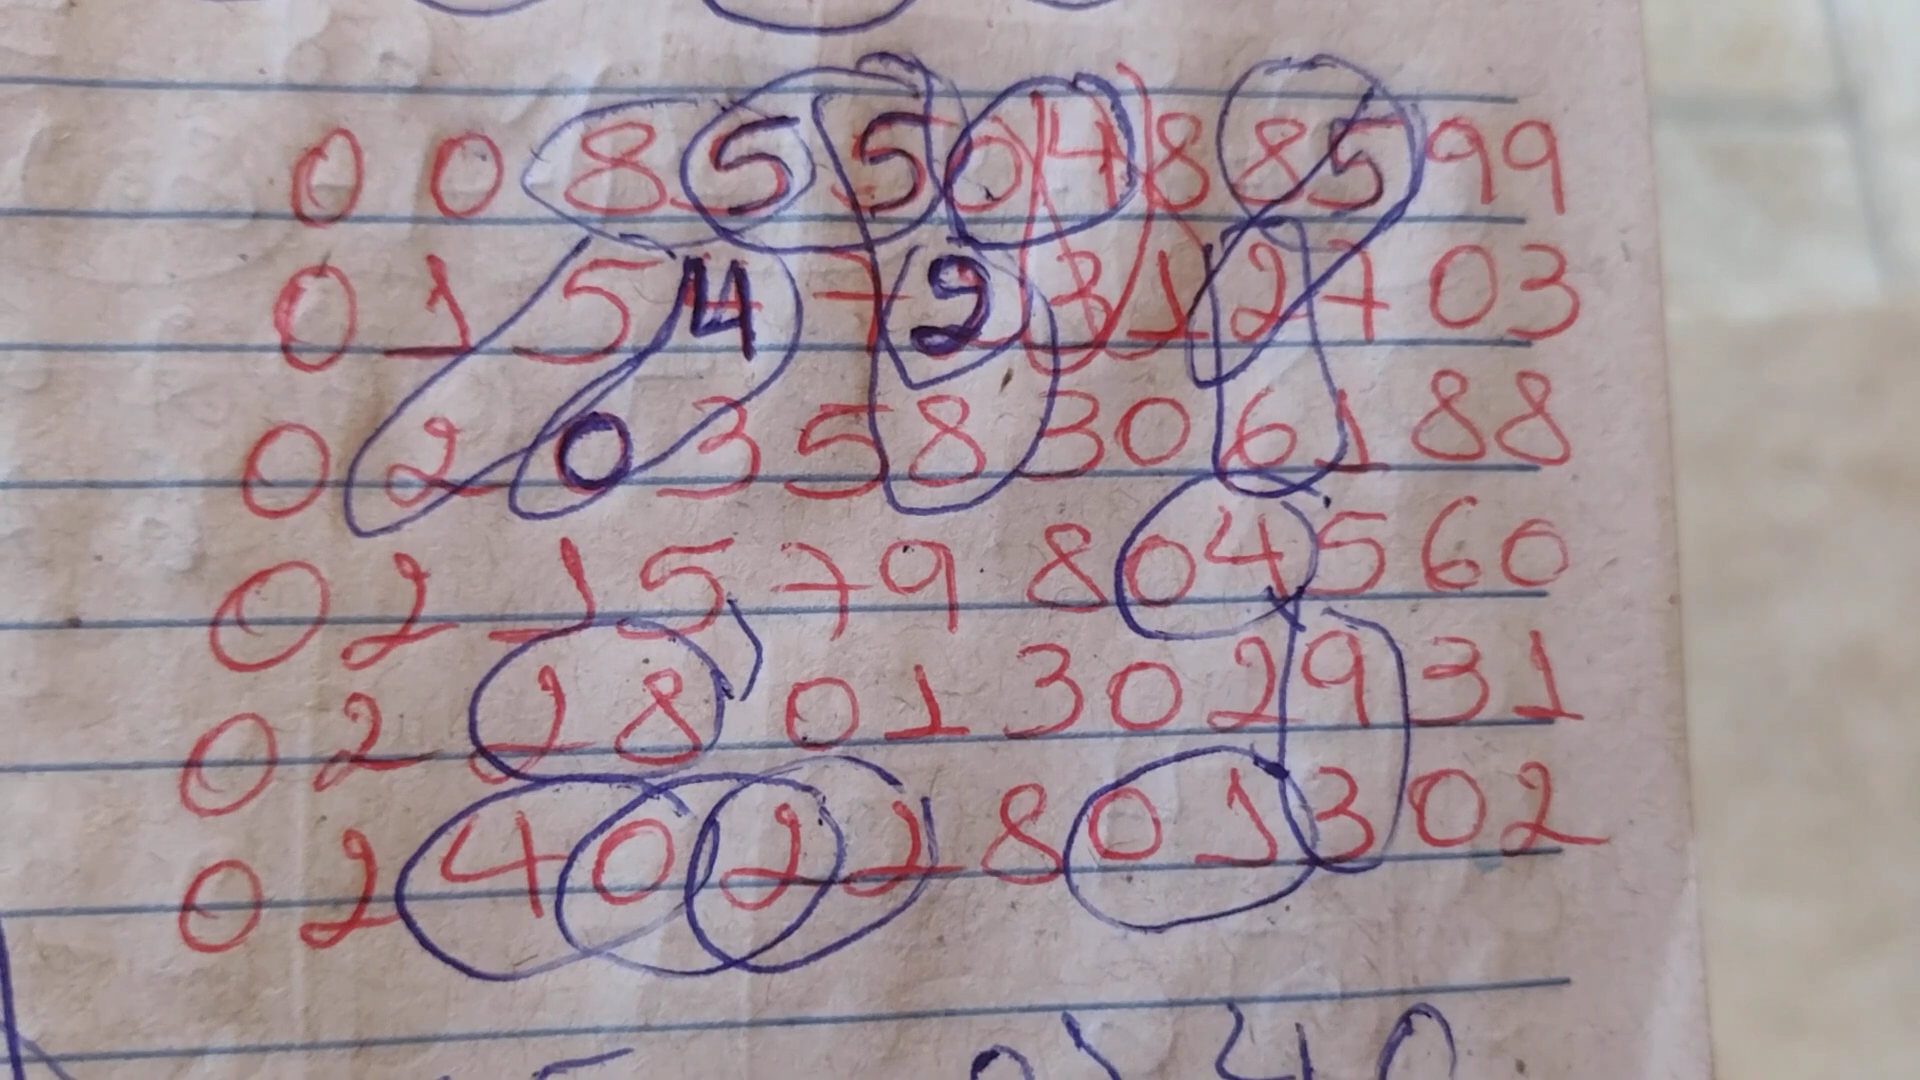 0 0 8 5 5 0 4 8 8 5 9 9
0 1 5 4 7 2 3 1 2 7 0 3
0 2 0 3 5 8 3 0 6 1 8 8
0 2 1 5 7 9 8 0 4 5 6 0
0 2 1 8 0 1 3 0 2 9 3 1
0 2 4 0 2 2 8 0 1 3 0 2